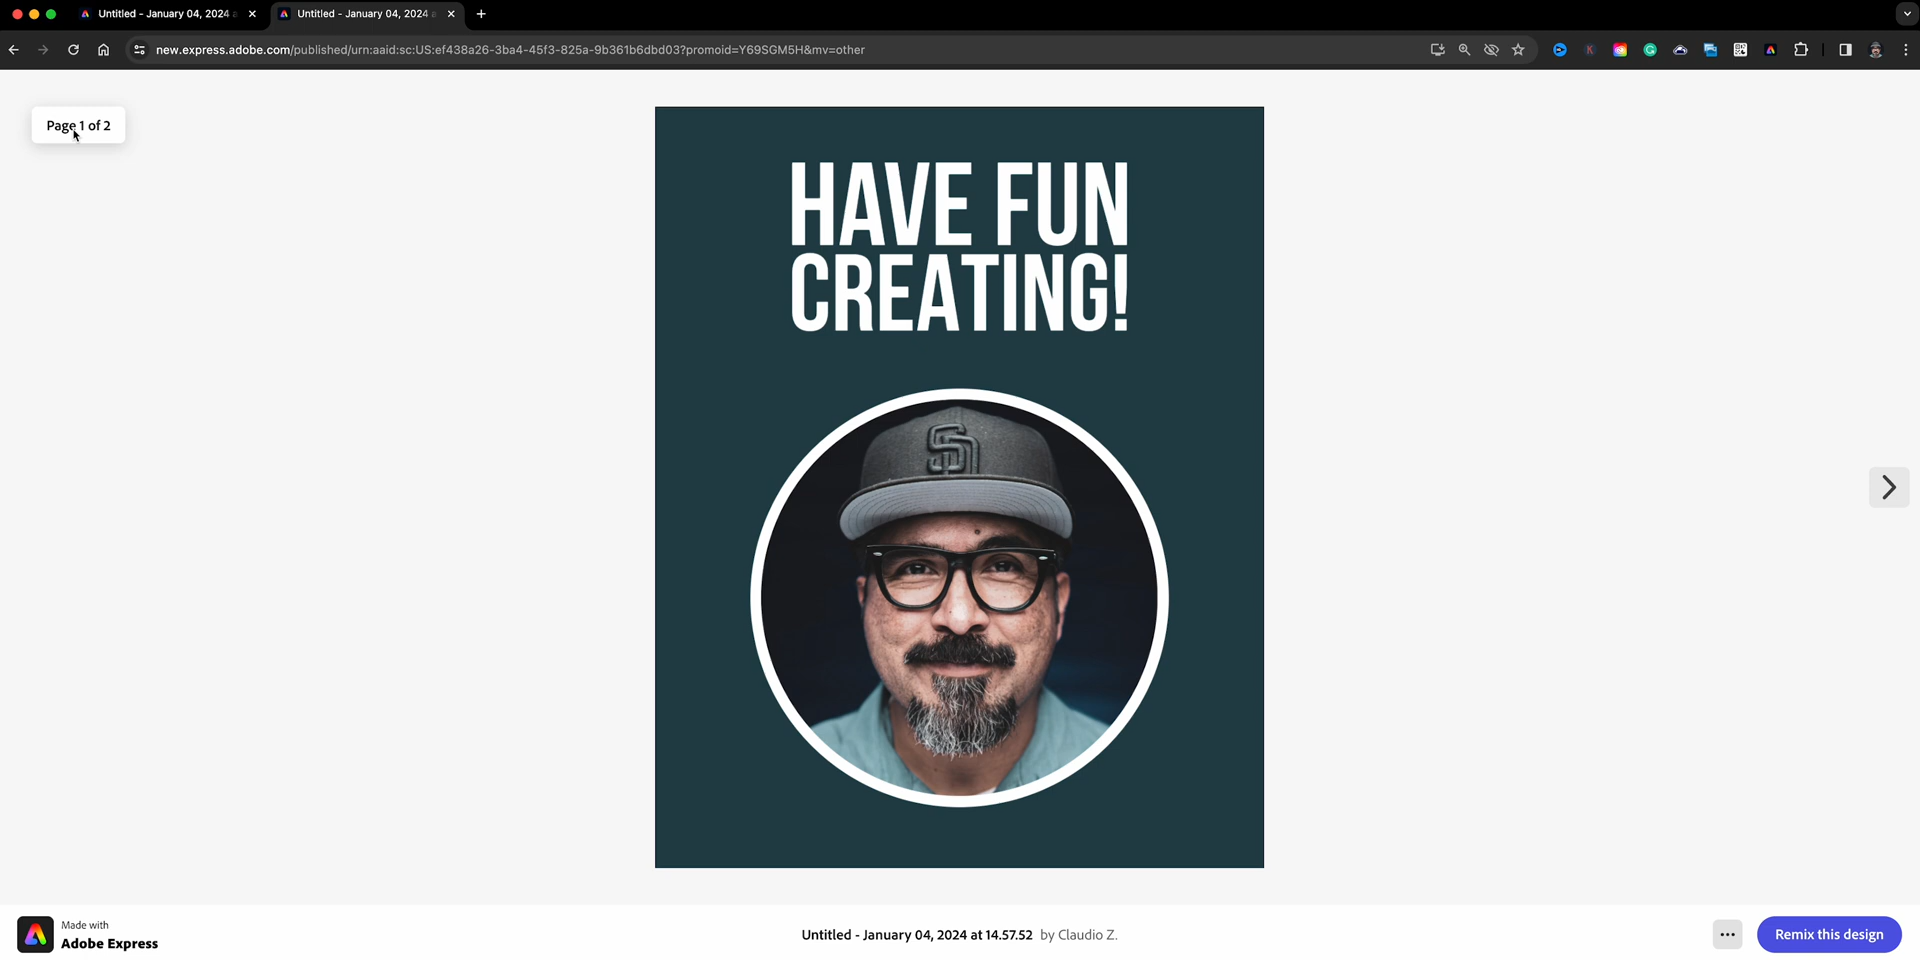 Untitled - January 04, 2024
Untitled - January 04, 2024
new.express.adobe.com/published/urn:aaid:sc:US:ef438a26-3ba4-45f3-825a-9b361b6dbd03?promoid=Y69SGM5H&mv=other
Page 1 of 2
HAVE FUN
CREATING!
SD
Made with
Adobe Express
Untitled - January 04, 2024 at 14.57.52 by Claudio Z.
Remix this design